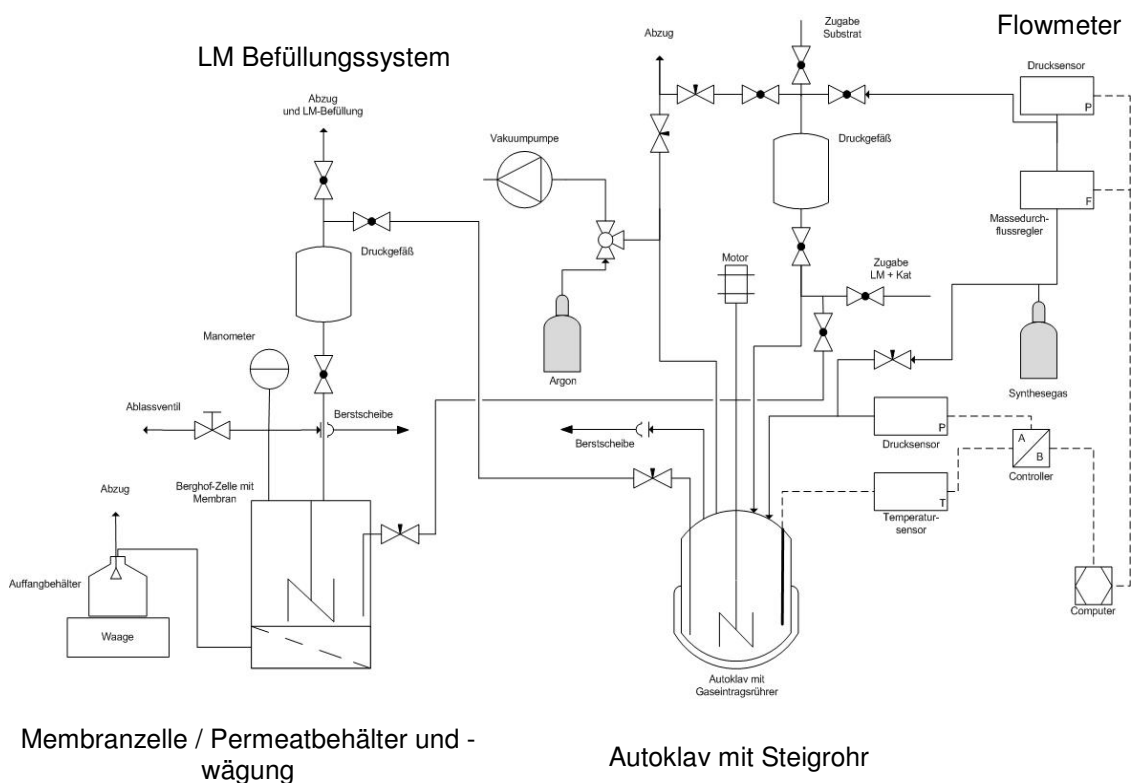 LM Befüllungssystem
Flowmeter
Zugabe
Substrat
Abzug
Drucksensor
P
Abzug
und LM-Befüllung
Vakuumpumpe
Druckgefäß
F
Massedurch-
flussregler
Druckgefäß
Motor
Zugabe
LM + Kat
Manometer
Argon
Synthesegas
Ablassventil
Berstscheibe
Berstscheibe
P
Drucksensor
A
B
Controller
Berghof-Zelle mit
Membran
Abzug
T
Temperatur-
sensor
Auffangbehälter
Waage
Computer
Autoklav mit
Gaseintragsrührer
Membranzelle / Permeatbehälter und -
wägung
Autoklav mit Steigrohr